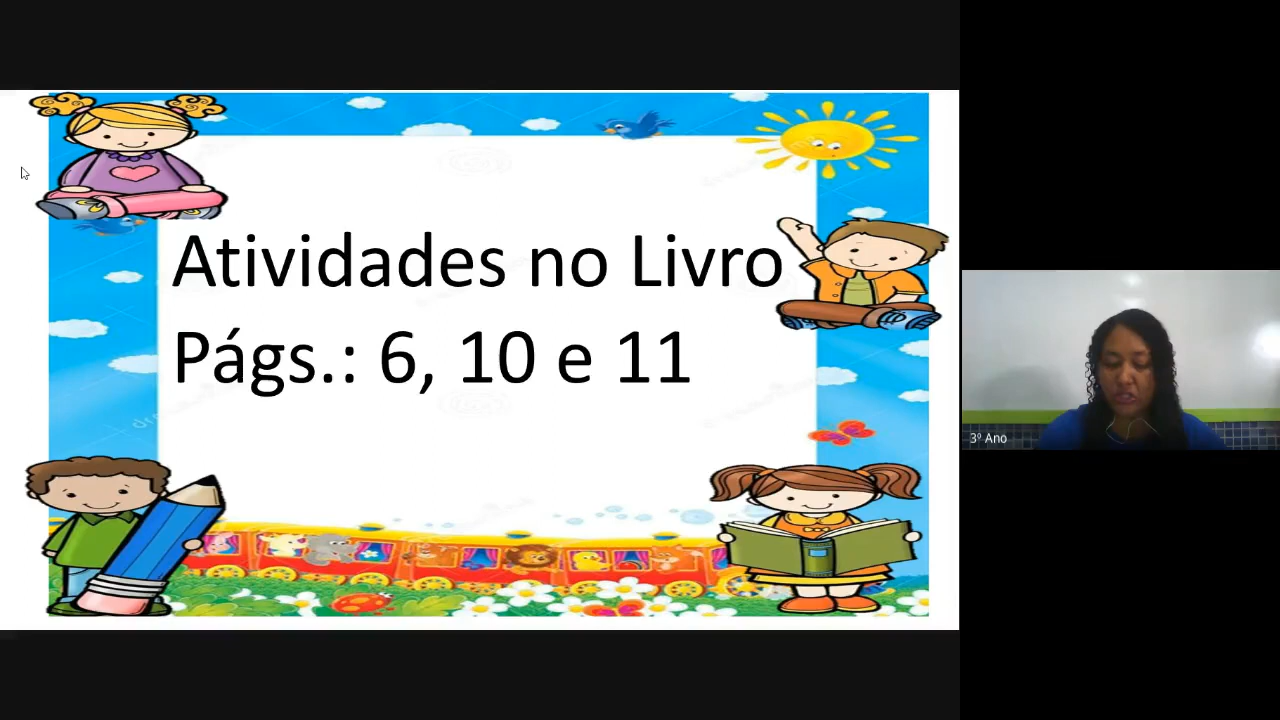 Atividades no Livro
Págs.: 6, 10 e 11
3º Ano